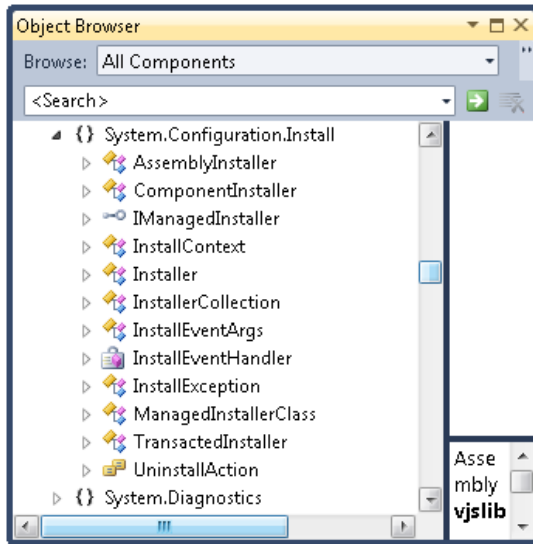 Object Browser
Browse: All Components
<Search>
{} System.Configuration.Install
AssemblyInstaller
ComponentInstaller
IManagedInstaller
InstallContext
Installer
InstallerCollection
InstallEventArgs
InstallEventHandler
InstallException
ManagedInstallerClass
TransactedInstaller
UninstallAction
{} System.Diagnostics
Asse
mbly
vjslib